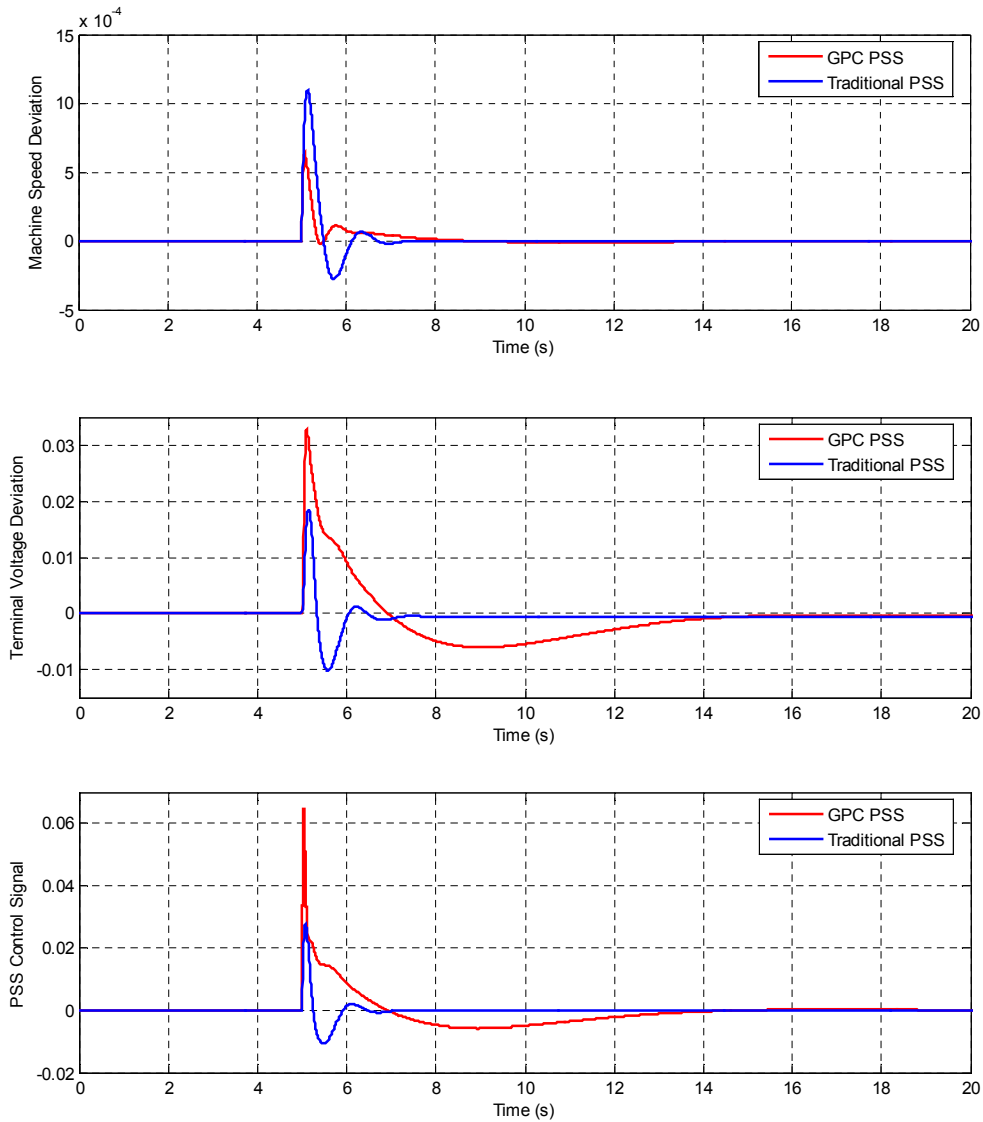 x 10-4
15
10
5
0
-5
Machine Speed Deviation
GPC PSS
Traditional PSS
0 2 4 6 8 10 12 14 16 18 20
Time (s)
0.03
0.02
0.01
0
-0.01
Terminal Voltage Deviation
GPC PSS
Traditional PSS
0 2 4 6 8 10 12 14 16 18 20
Time (s)
0.06
0.04
0.02
0
-0.02
PSS Control Signal
GPC PSS
Traditional PSS
0 2 4 6 8 10 12 14 16 18 20
Time (s)